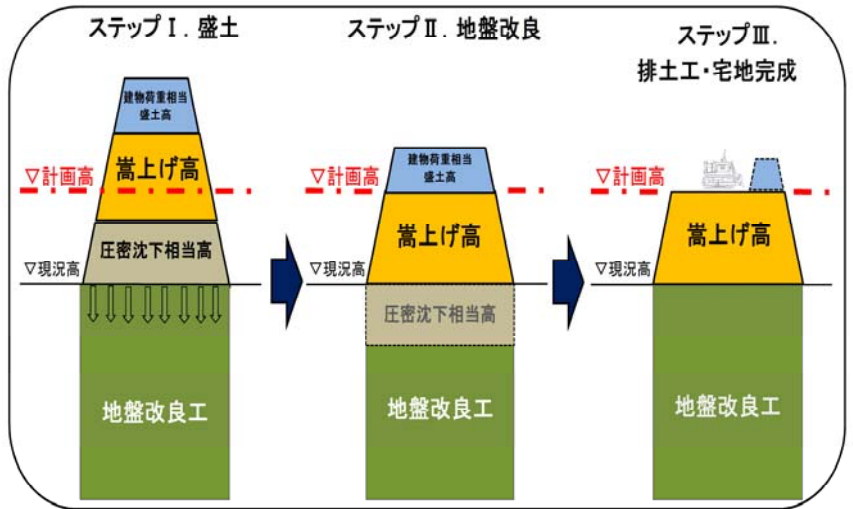 ステップⅠ. 盛土
建物荷重相当
盛土高
▽計画高
嵩上げ高
圧密沈下相当高
▽現況高
地盤改良工
ステップⅡ. 地盤改良
建物荷重相当
盛土高
▽計画高
嵩上げ高
▽現況高
圧密沈下相当高
地盤改良工
ステップⅢ.
排土工・宅地完成
▽計画高
嵩上げ高
▽現況高
地盤改良工